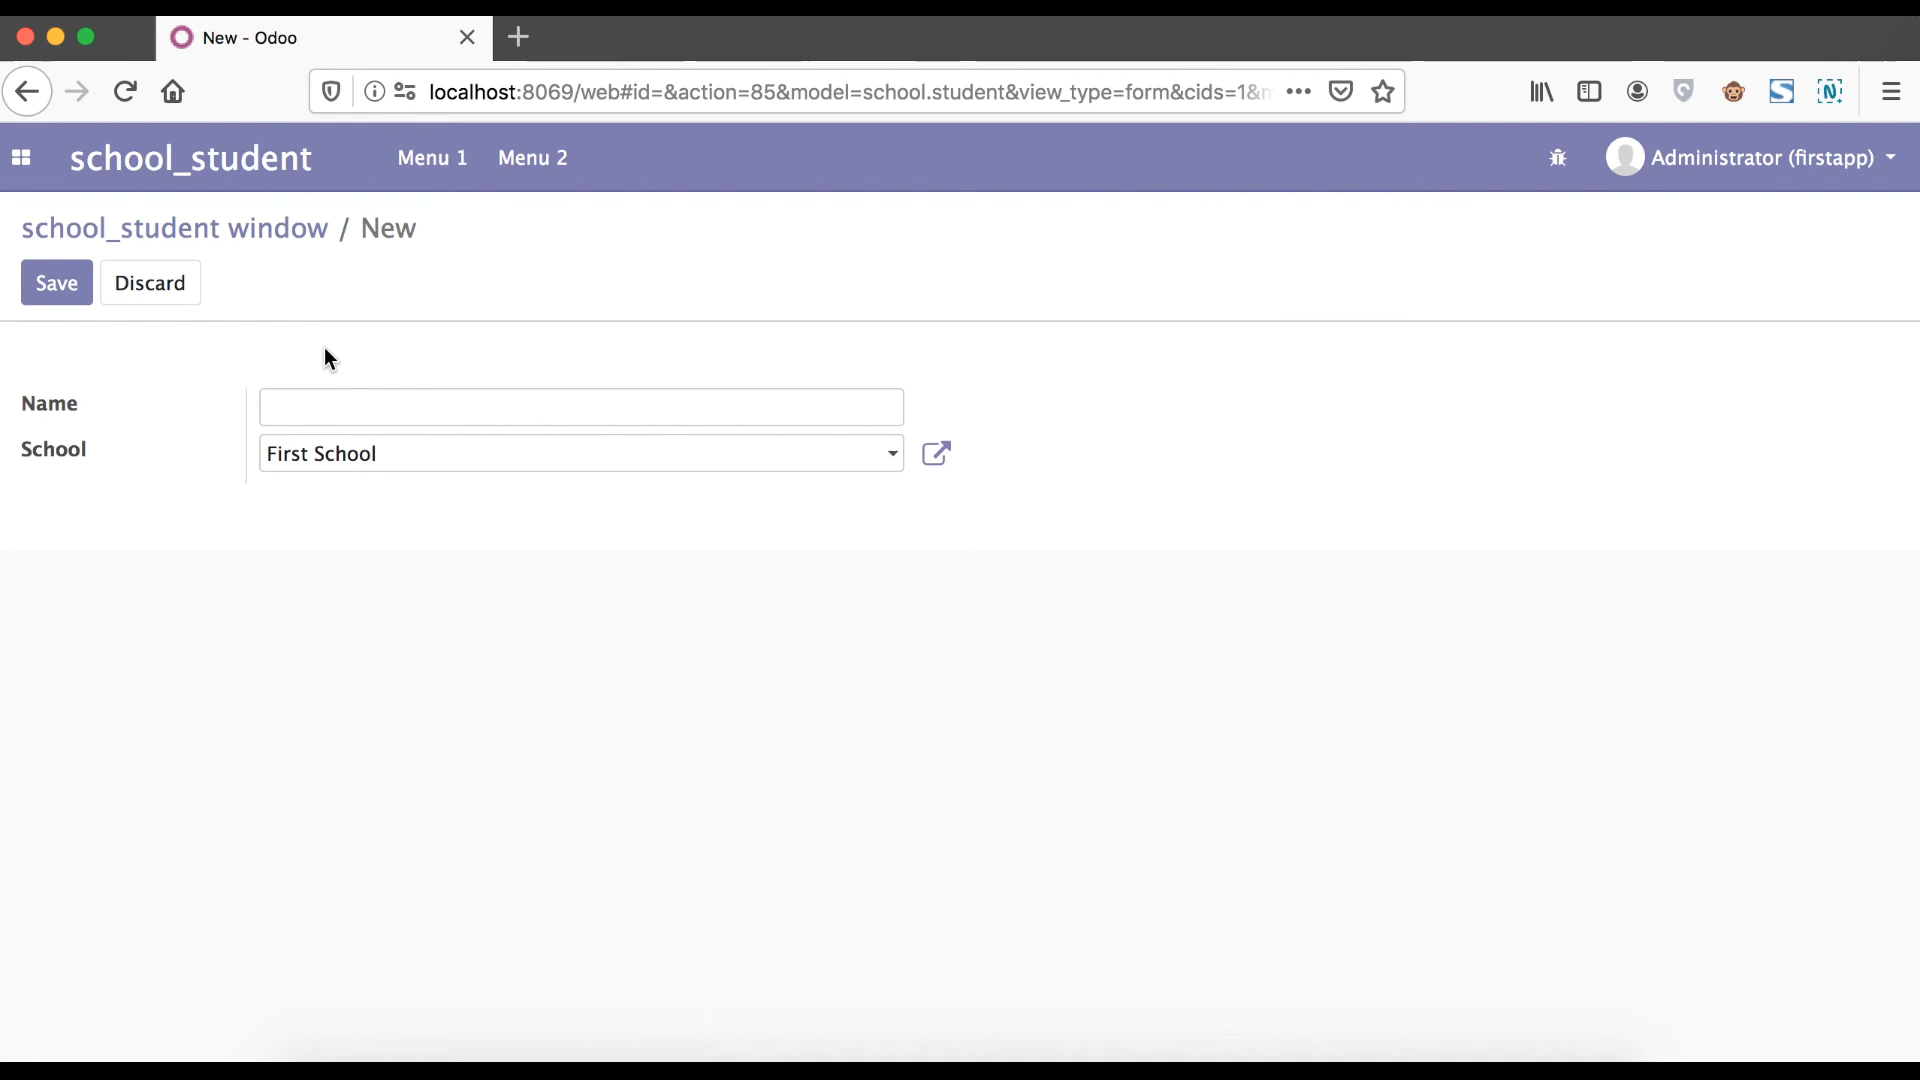 New - Odoo
localhost:8069/web#id=&action=85&model=school.student&view_type=form&cids=1&
school_student Menu 1 Menu 2 Administrator (firstapp)
school_student window / New
Save Discard
Name
School First School